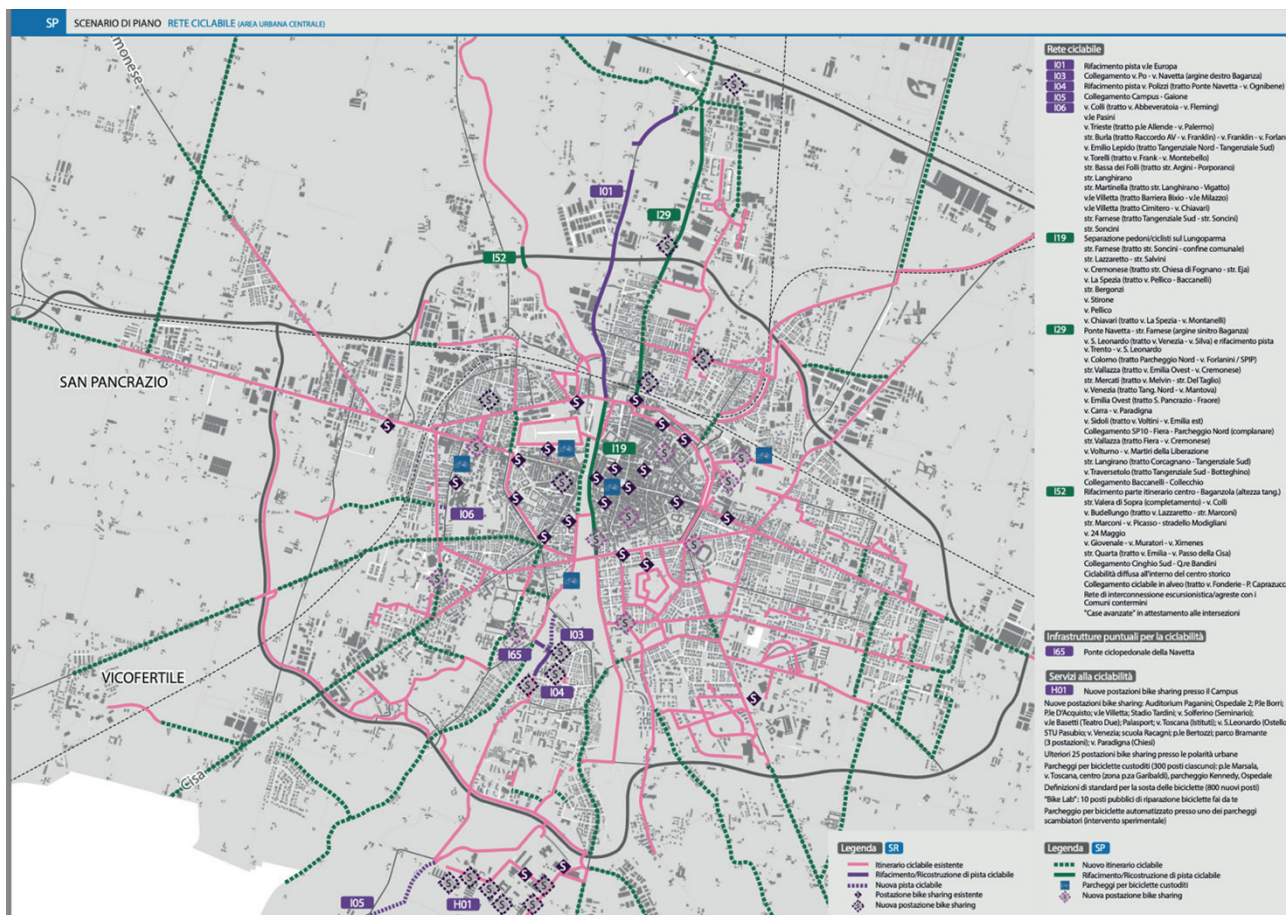 SP SCENARIO DI PIANO RETE CICLABILE (AREA URBANA CENTRALE)
Rete ciclabile
I01 Rifacimento pista v.le Europa
I03 Collegamento v. Po - v. Navetta (argine destro Baganza)
I04 Rifacimento pista v. Polizzi (tratto Ponte Navetta - v. Ognibene)
I05 Collegamento Campus - Gaione
I06 v. Colli (tratto v. Abbeveratoia - v. Fleming)
v.le Pasini
v. Trieste (tratto p.le Allende - v. Palermo)
str. Burla (tratto Raccordo AV - v. Franklin) - v. Franklin - v. Forlan
v. Emilio Lepido (tratto Tangenziale Nord - Tangenziale Sud)
v. Torelli (tratto v. Frank - v. Montebello)
str. Bassa dei Folli (tratto str. Argini - Porporano)
str. Langhirano
str. Martinella (tratto str. Langhirano - Vigatto)
v.le Villetta (tratto Barriera Bixio - v.le Milazzo)
v.le Villetta (tratto Cimitero - v. Chiavari)
str. Farnese (tratto Tangenziale Sud - str. Soncini)
str. Soncini
I19 Separazione pedoni/ciclisti sul Lungoparma
str. Farnese (tratto str. Soncini - confine comunale)
str. Lazzaretto - str. Salvini
v. Cremonese (tratto str. Chiesa di Fognano - str. Eja)
v. La Spezia (tratto v. Pellico - Baccanelli)
str. Bergonzi
v. Stirone
v. Pellico
v. Chiavari (tratto v. La Spezia - v. Montanelli)
I29 Ponte Navetta - str. Farnese (argine sinitro Baganza)
v. S. Leonardo (tratto v. Venezia - v. Silva) e rifacimento pista
v. Trento - v. S. Leonardo
v. Colorno (tratto Parcheggio Nord - v. Forlanini / SPIP)
str. Vallazza (tratto v. Emilia Ovest - v. Cremonese)
str. Mercati (tratto v. Melvin - str. Del Taglio)
v. Venezia (tratto Tang. Nord - v. Mantova)
v. Emilia Ovest (tratto S. Pancrazio - Fraore)
v. Carra - v. Paradigna
v. Sidoli (tratto v. Voltini - v. Emilia est)
Collegamento SP10 - Fiera - Parcheggio Nord (complanare)
str. Vallazza (tratto Fiera - v. Cremonese)
v. Volturno - v. Martiri della Liberazione
str. Langirano (tratto Corcagnano - Tangenziale Sud)
v. Traversetolo (tratto Tangenziale Sud - Botteghino)
Collegamento Baccanelli - Collecchio
I52 Rifacimento parte itinerario centro - Baganzola (altezza tang.)
str. Valera di Sopra (completamento) - v. Colli
v. Budellungo (tratto v. Lazzaretto - str. Marconi)
str. Marconi - v. Picasso - stradello Modigliani
v. 24 Maggio
v. Giovenale - v. Muratori - v. Ximenes
str. Quarta (tratto v. Emilia - v. Passo della Cisa)
Collegamento Cinghio Sud - Q.re Bandini
Ciclabilità diffusa all'interno del centro storico
Collegamento ciclabile in alveo (tratto v. Fonderie - P. Caprazucc
Rete di interconnessione escursionistica/agreste con i
Comuni contermini
"Case avanzate" in attestamento alle intersezioni
Infrastrutture puntuali per la ciclabilità
I65 Ponte ciclopedonale della Navetta
Servizi alla ciclabilità
H01 Nuove postazioni bike sharing presso il Campus
Nuove postazioni bike sharing: Auditorium Paganini; Ospedale 2; P.le Borri;
P.le D'Acquisto; v.le Villetta; Stadio Tardini; v. Solferino (Seminario);
v.le Basetti (Teatro Due); Palasport; v. Toscana (Istituti); v. S.Leonardo (Ostello
STU Pasubio; v. Venezia; scuola Racagni; p.le Bertozzi; parco Bramante
(3 postazioni); v. Paradigna (Chiesi)
Ulteriori 25 postazioni bike sharing presso le polarità urbane
Parcheggi per biciclette custoditi (300 posti ciascuno): p.le Marsala,
v. Toscana, centro (zona p.za Garibaldi), parcheggio Kennedy, Ospedale
Definizioni di standard per la sosta delle biciclette (800 nuovi posti)
"Bike Lab": 10 posti pubblici di riparazione biciclette fai da te
Parcheggio per biciclette automatizzato presso uno dei parcheggi
scambiatori (intervento sperimentale)
Legenda SR
Itinerario ciclabile esistente
Rifacimento/Ricostruzione di pista ciclabile
Nuova pista ciclabile
Postazione bike sharing esistente
Nuova postazione bike sharing
Legenda SP
Nuovo itinerario ciclabile
Rifacimento/Ricostruzione di pista ciclabile
Parcheggi per biciclette custoditi
Nuova postazione bike sharing
monese
I01
I29
I52
SAN PANCRAZIO
I19
I06
I03
I65
I04
VICOFERTILE
Cisa
I05
H01